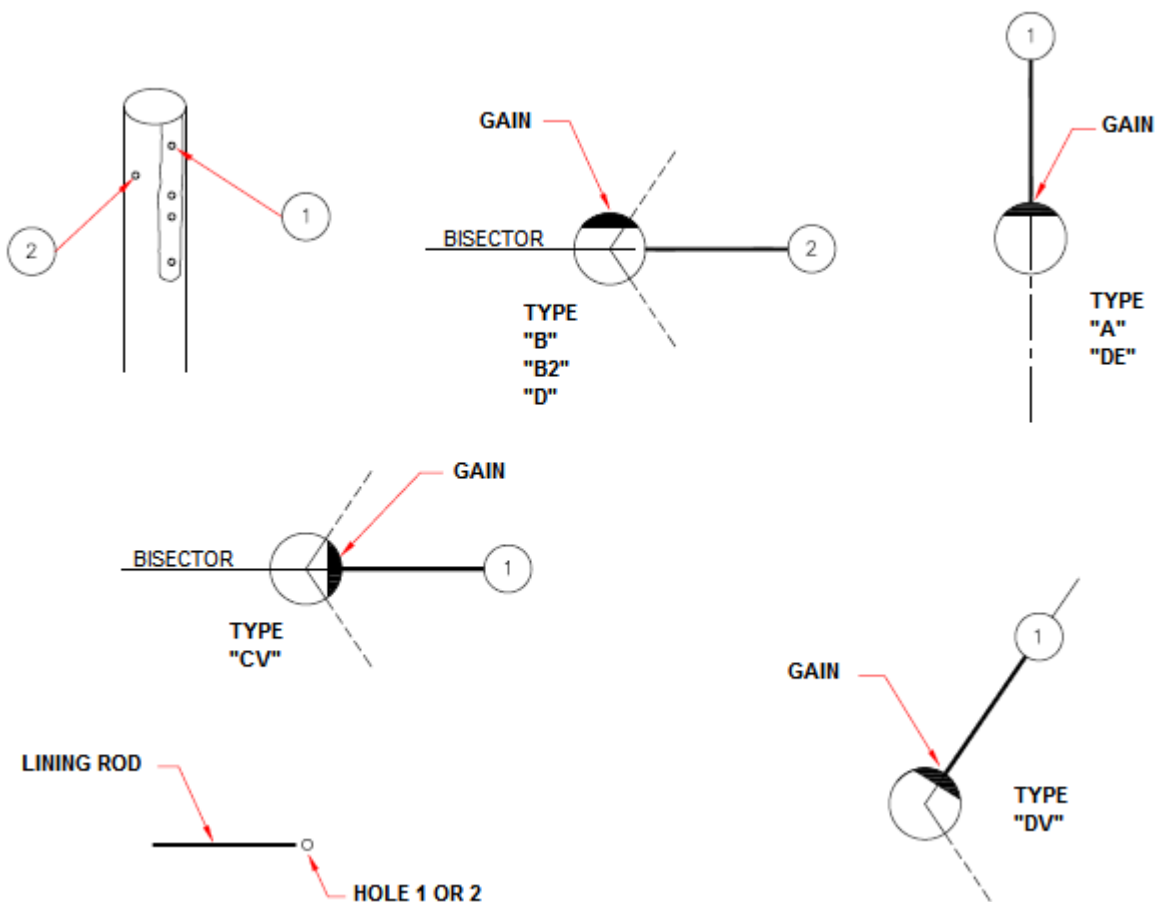 1
GAIN
GAIN
2
1
BISECTOR
2
TYPE
"B"
"B2"
"D"
TYPE
"A"
"DE"
GAIN
BISECTOR
1
TYPE
"CV"
1
GAIN
LINING ROD
TYPE
"DV"
HOLE 1 OR 2